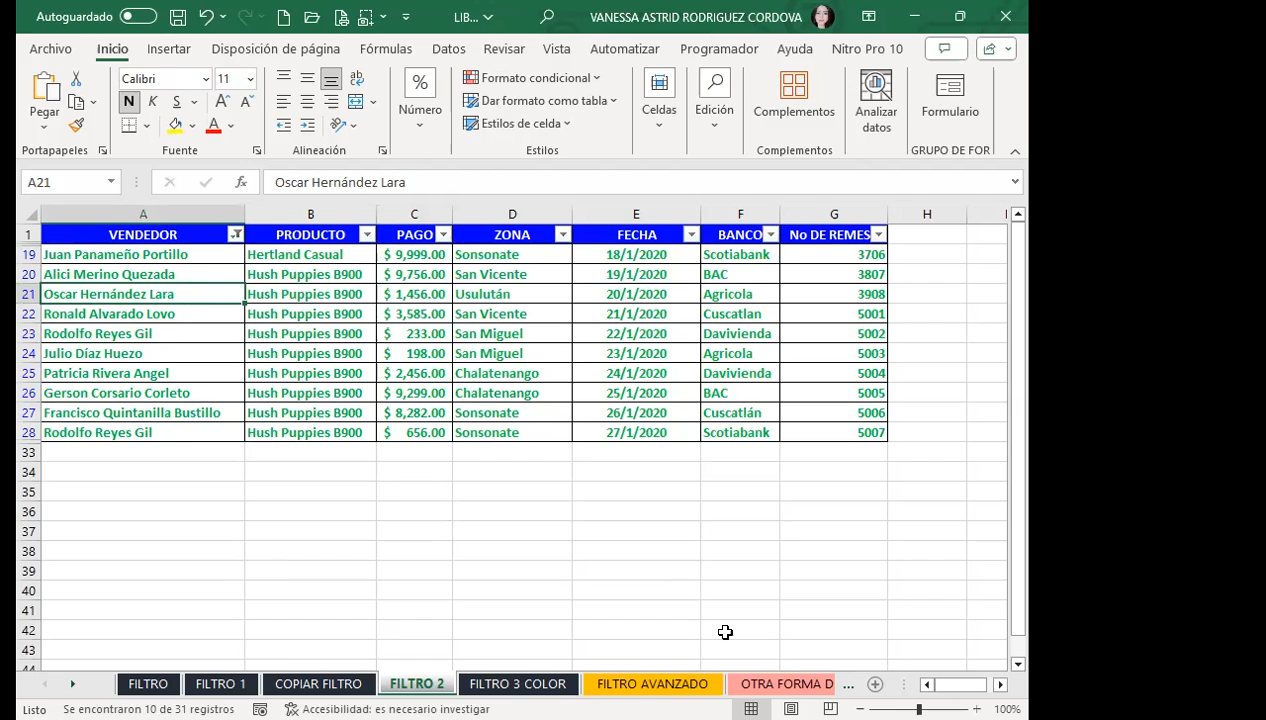 Autoguardado LIB... VANESSA ASTRID RODRIGUEZ CORDOVA
Archivo Inicio Insertar Disposición de página Fórmulas Datos Revisar Vista Automatizar Programador Ayuda Nitro Pro 10
Pegar Calibri 11 N K S Número Formato condicional Dar formato como tabla Estilos de celda Celdas Edición Complementos Analizar datos Formulario
Portapapeles Fuente Alineación Estilos Complementos GRUPO DE FOR
A21 fx Oscar Hernández Lara
A B C D E F G H I
1 VENDEDOR PRODUCTO PAGO ZONA FECHA BANCO No DE REMES
19 Juan Panameño Portillo Hertland Casual $ 9,999.00 Sonsonate 18/1/2020 Scotiabank 3706
20 Alici Merino Quezada Hush Puppies B900 $ 9,756.00 San Vicente 19/1/2020 BAC 3807
21 Oscar Hernández Lara Hush Puppies B900 $ 1,456.00 Usulután 20/1/2020 Agricola 3908
22 Ronald Alvarado Lovo Hush Puppies B900 $ 3,585.00 San Vicente 21/1/2020 Cuscatlan 5001
23 Rodolfo Reyes Gil Hush Puppies B900 $ 233.00 San Miguel 22/1/2020 Davivienda 5002
24 Julio Díaz Huezo Hush Puppies B900 $ 198.00 San Miguel 23/1/2020 Agricola 5003
25 Patricia Rivera Angel Hush Puppies B900 $ 2,456.00 Chalatenango 24/1/2020 Davivienda 5004
26 Gerson Corsario Corleto Hush Puppies B900 $ 9,299.00 Chalatenango 25/1/2020 BAC 5005
27 Francisco Quintanilla Bustillo Hush Puppies B900 $ 8,282.00 Sonsonate 26/1/2020 Cuscatlán 5006
28 Rodolfo Reyes Gil Hush Puppies B900 $ 656.00 Sonsonate 27/1/2020 Scotiabank 5007
33
34
35
36
37
38
39
40
41
42
43
44
FILTRO FILTRO 1 COPIAR FILTRO FILTRO 2 FILTRO 3 COLOR FILTRO AVANZADO OTRA FORMA D ...
Listo Se encontraron 10 de 31 registros Accesibilidad: es necesario investigar 100%